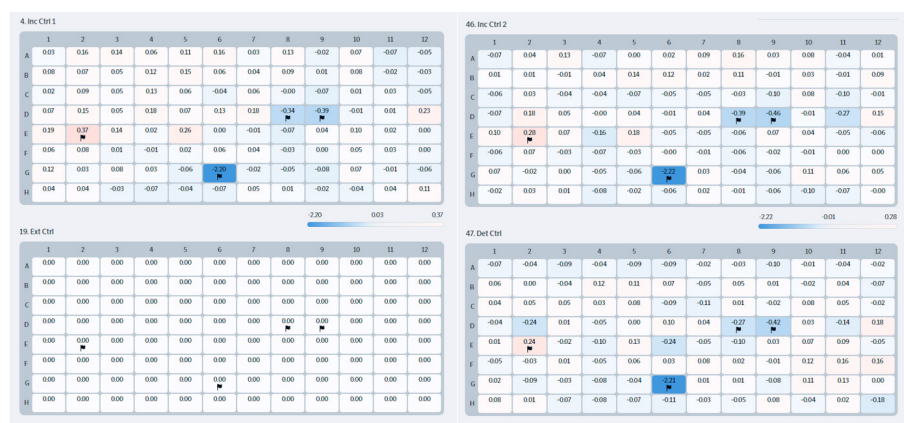 4. Inc Ctrl 1
1 2 3 4 5 6 7 8 9 10 11 12
A 0.03 0.16 0.14 0.06 0.11 0.16 0.03 0.13 -0.02 0.07 -0.07 -0.05
B 0.08 0.07 0.05 0.12 0.15 0.06 0.04 0.09 0.01 0.08 -0.02 -0.03
C 0.02 0.09 0.05 0.13 0.06 -0.04 0.06 -0.00 -0.07 0.01 0.03 -0.05
D 0.07 0.15 0.05 0.18 0.07 0.13 0.18 -0.34 -0.39 -0.01 0.01 0.23
E 0.19 0.37 0.14 0.02 0.26 0.00 -0.01 -0.07 0.04 0.10 0.02 0.00
F 0.06 0.08 0.01 -0.01 0.02 0.06 0.04 -0.03 0.00 0.05 0.03 0.00
G 0.12 0.03 0.08 0.03 -0.06 -2.20 -0.02 -0.05 -0.08 0.07 -0.01 -0.06
H 0.04 0.04 -0.03 -0.07 -0.04 -0.07 0.05 0.01 -0.02 -0.04 0.04 0.11
-2.20 0.03 0.37
19. Ext Ctrl
1 2 3 4 5 6 7 8 9 10 11 12
A 0.00 0.00 0.00 0.00 0.00 0.00 0.00 0.00 0.00 0.00 0.00 0.00
B 0.00 0.00 0.00 0.00 0.00 0.00 0.00 0.00 0.00 0.00 0.00 0.00
C 0.00 0.00 0.00 0.00 0.00 0.00 0.00 0.00 0.00 0.00 0.00 0.00
D 0.00 0.00 0.00 0.00 0.00 0.00 0.00 0.00 0.00 0.00 0.00 0.00
E 0.00 0.00 0.00 0.00 0.00 0.00 0.00 0.00 0.00 0.00 0.00 0.00
F 0.00 0.00 0.00 0.00 0.00 0.00 0.00 0.00 0.00 0.00 0.00 0.00
G 0.00 0.00 0.00 0.00 0.00 0.00 0.00 0.00 0.00 0.00 0.00 0.00
H 0.00 0.00 0.00 0.00 0.00 0.00 0.00 0.00 0.00 0.00 0.00 0.00
46. Inc Ctrl 2
1 2 3 4 5 6 7 8 9 10 11 12
A -0.07 0.04 0.13 -0.07 0.00 0.02 0.09 0.16 0.03 0.08 -0.04 0.01
B 0.01 0.01 -0.01 0.04 0.14 0.12 0.02 0.11 -0.01 0.03 -0.01 0.09
C -0.06 0.03 -0.04 -0.04 -0.07 -0.05 -0.05 -0.03 -0.10 0.08 -0.10 -0.01
D -0.07 0.18 0.05 -0.00 0.04 -0.01 0.04 -0.39 -0.46 -0.01 -0.27 0.15
E 0.10 0.28 0.07 -0.16 0.18 -0.05 -0.05 -0.06 0.07 0.04 -0.05 -0.06
F -0.06 0.07 -0.03 -0.07 -0.03 -0.00 -0.01 -0.06 -0.02 -0.01 0.00 0.00
G 0.07 -0.02 0.00 -0.05 -0.06 -2.22 0.03 -0.04 -0.06 0.11 0.06 0.05
H -0.02 0.03 0.01 -0.08 -0.02 -0.06 0.02 -0.01 -0.06 -0.10 -0.07 -0.00
-2.22 -0.01 0.28
47. Det Ctrl
1 2 3 4 5 6 7 8 9 10 11 12
A -0.07 -0.04 -0.09 -0.04 -0.09 -0.09 -0.02 -0.03 -0.10 -0.01 -0.04 -0.02
B 0.06 0.00 -0.04 0.12 0.11 0.07 -0.05 0.05 0.01 -0.02 0.04 -0.07
C 0.04 0.05 0.05 0.03 0.08 -0.09 -0.11 0.01 -0.02 0.08 0.05 -0.02
D -0.04 -0.24 0.01 -0.05 0.00 0.10 0.04 -0.27 -0.42 0.03 -0.14 0.18
E 0.01 0.24 -0.02 -0.10 0.13 -0.24 -0.05 -0.10 0.03 0.07 0.09 -0.05
F -0.05 -0.03 0.01 -0.05 0.06 0.03 0.08 0.02 -0.01 0.12 0.16 0.16
G 0.02 -0.09 -0.03 -0.08 -0.04 -2.21 0.01 0.01 -0.08 0.11 0.13 0.00
H 0.08 0.01 -0.07 -0.08 -0.07 -0.11 -0.03 -0.05 0.08 -0.04 0.02 -0.18